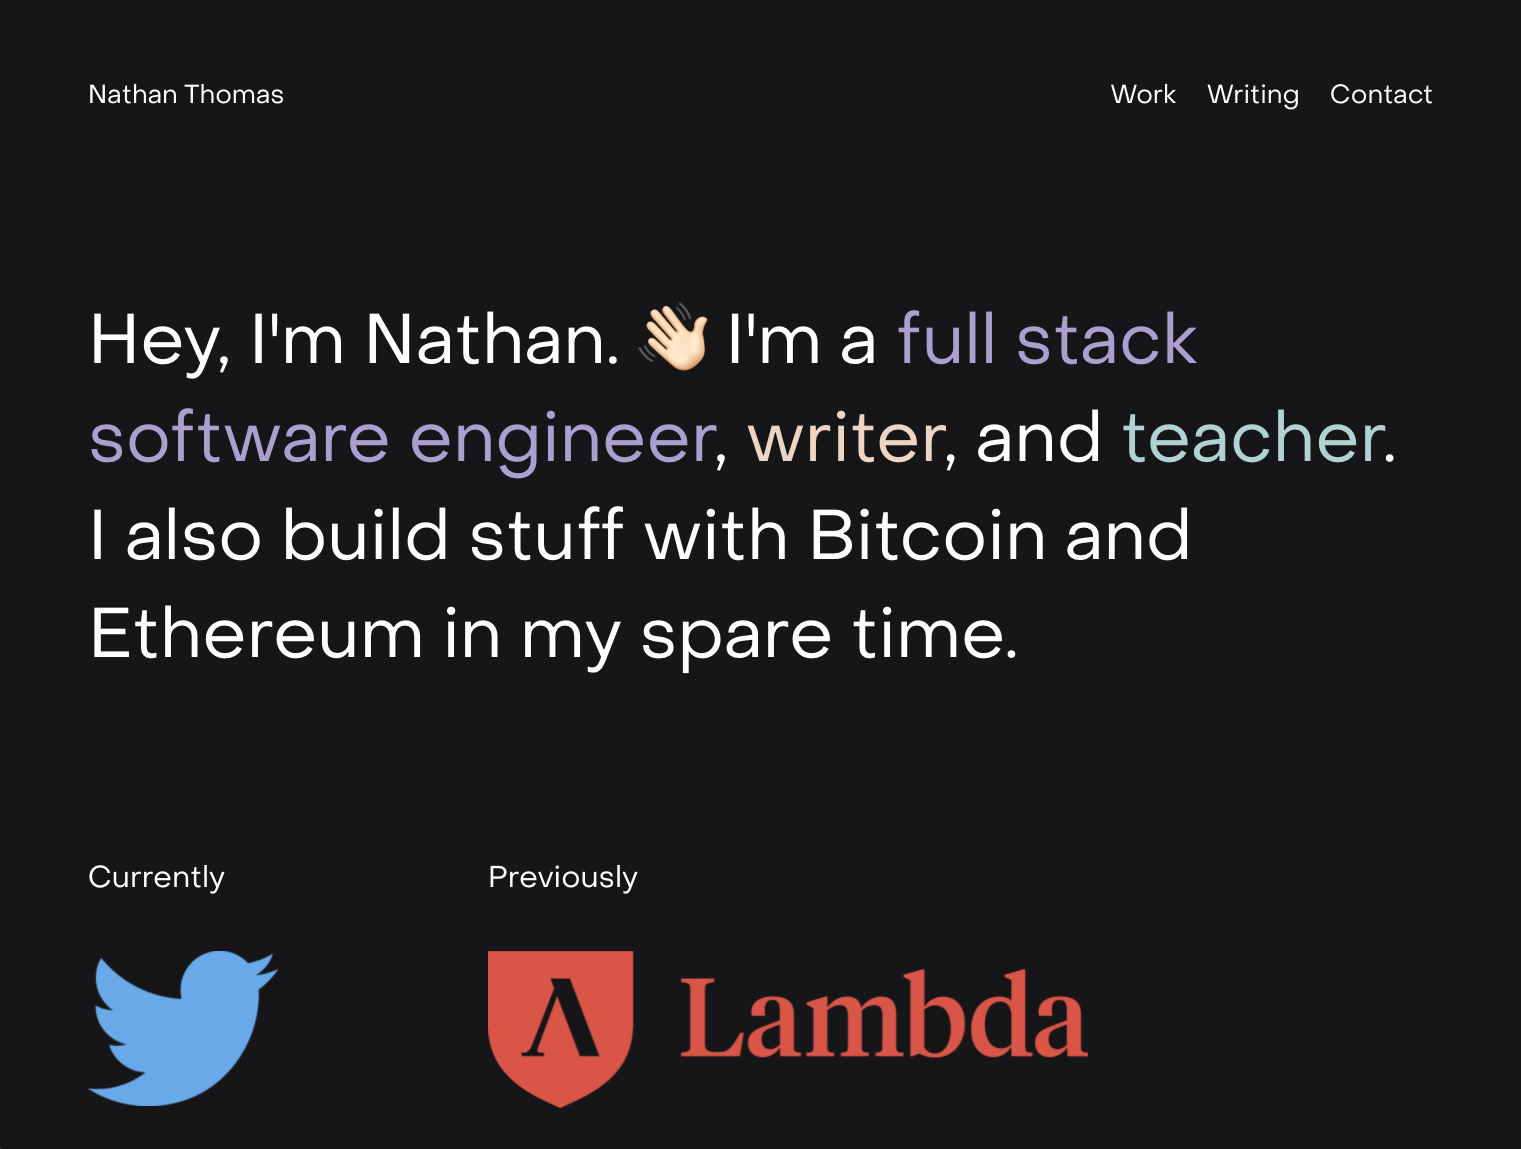 Nathan Thomas
Work Writing Contact
Hey, I'm Nathan. 👋🏻 I'm a full stack
software engineer, writer, and teacher.
I also build stuff with Bitcoin and
Ethereum in my spare time.
Currently
Previously
Lambda